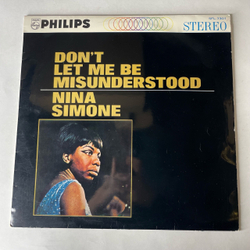 PHILIPS
STEREO
DON'T
LET ME BE
MISUNDERSTOOD
NINA
SIMONE